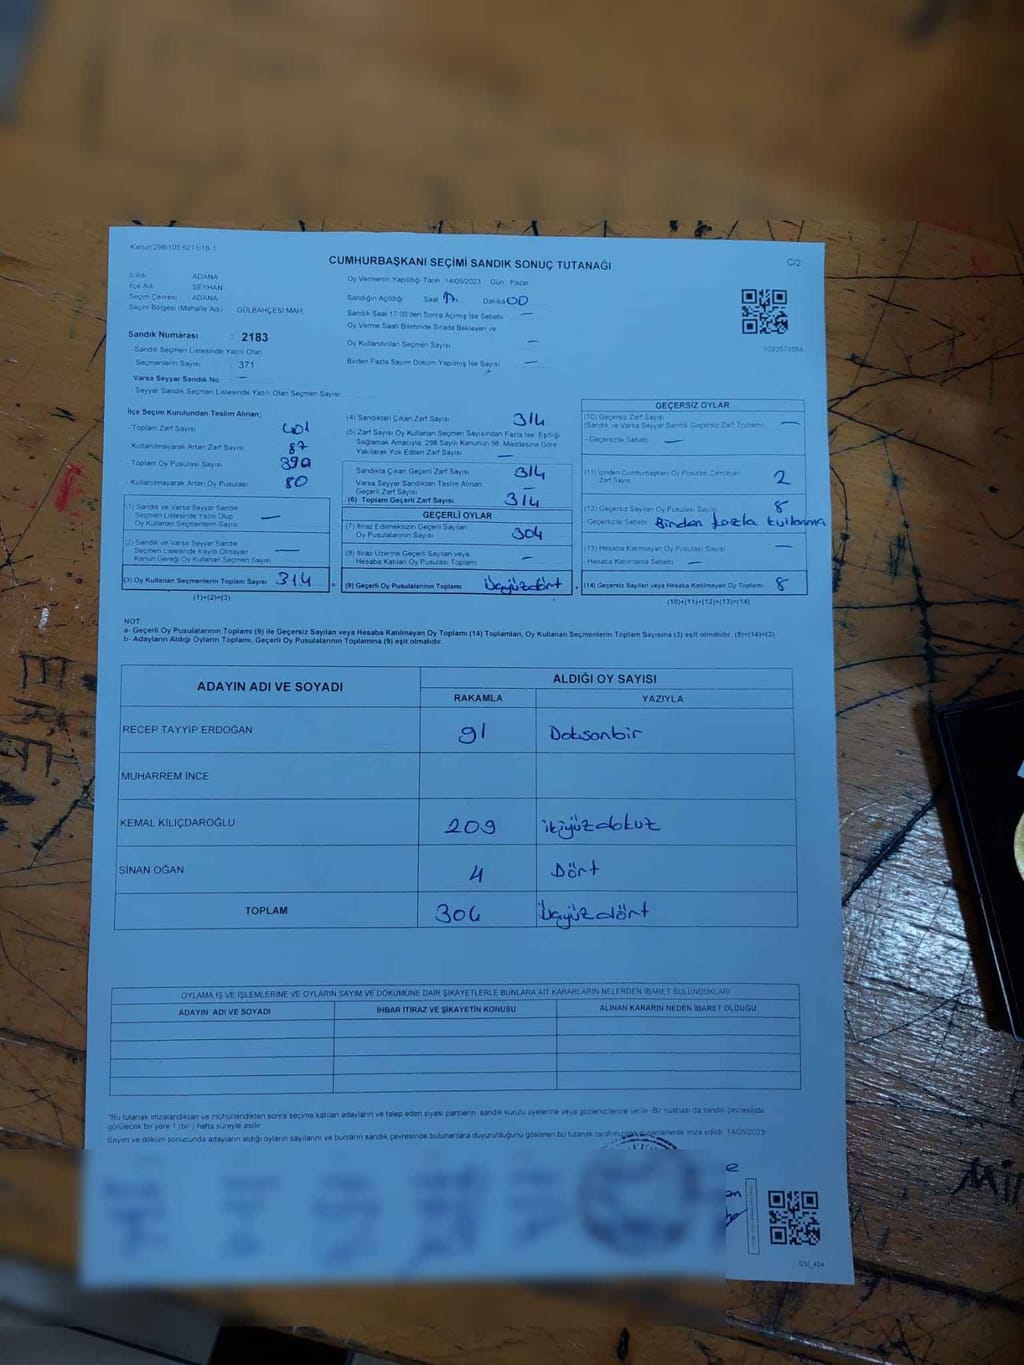 Kanun:298/105.6271/1b-1
CUMHURBAŞKANI SEÇİMİ SANDIK SONUÇ TUTANAĞI
C/2
İl Adı : ADANA
İlçe Adı : SEYHAN
Seçim Çevresi : ADANA
Seçim Bölgesi (Mahalle Adı) : GÜLBAHÇESİ MAH.
Sandık Numarası : 2183
- Sandık Seçmen Listesinde Yazılı Olan
Seçmenlerin Sayısı : 371
Varsa Seyyar Sandık No : —
- Seyyar Sandık Seçmen Listesinde Yazılı Olan Seçmen Sayısı:
Oy Vermenin Yapıldığı Tarih : 14/05/2023 Gün : Pazar
Sandığın Açıldığı Saat Dakika 00
Sandık Saat 17:00'den Sonra Açılmış İse Sebebi —
Oy Verme Saati Bitiminde Sırada Bekleyen ve
Oy Kullandırılan Seçmen Sayısı —
Birden Fazla Sayım Döküm Yapılmış İse Sayısı —
1033573584
İlçe Seçim Kurulundan Teslim Alınan;
- Toplam Zarf Sayısı : 401
- Kullanılmayarak Artan Zarf Sayısı : 87
- Toplam Oy Pusulası Sayısı : 390
- Kullanılmayarak Artan Oy Pusulası : 80
(1) Sandık ve Varsa Seyyar Sandık
Seçmen Listesinde Yazılı Olup
Oy Kullanan Seçmenlerin Sayısı —
(2) Sandık ve Varsa Seyyar Sandık
Seçmen Listesinde Kayıtlı Olmayan
Kanun Gereği Oy Kullanan Seçmen Sayısı —
(3) Oy Kullanan Seçmenlerin Toplam Sayısı 314
(1)+(2)=(3)
(4) Sandıktan Çıkan Zarf Sayısı 314
(5) Zarf Sayısı Oy Kullanan Seçmen Sayısından Fazla İse; Eşitliği
Sağlamak Amacıyla, 298 Sayılı Kanunun 98. Maddesine Göre
Yakılarak Yok Edilen Zarf Sayısı —
Sandıkta Çıkan Geçerli Zarf Sayısı 314
Varsa Seyyar Sandıktan Teslim Alınan
Geçerli Zarf Sayısı —
(6) Toplam Geçerli Zarf Sayısı 314
GEÇERLİ OYLAR
(7) İtiraz Edilmeksizin Geçerli Sayılan
Oy Pusulalarının Sayısı 304
(8) İtiraz Üzerine Geçerli Sayılan veya
Hesaba Katılan Oy Pusulası Toplamı —
= (9) Geçerli Oy Pusulalarının Toplamı üçyüzdört
GEÇERSİZ OYLAR
(10) Geçersiz Zarf Sayısı
(Sandık ve Varsa Seyyar Sandık Geçersiz Zarf Toplamı) —
- Geçersizlik Sebebi : —
(11) İçinden Cumhurbaşkanı Oy Pusulası Çıkmayan
Zarf Sayısı 2
(12) Geçersiz Sayılan Oy Pusulası Sayısı 8
- Geçersizlik Sebebi : Birden fazla kullanma
(13) Hesaba Katılmayan Oy Pusulası Sayısı —
- Hesaba Katılmama Sebebi : —
+ (14) Geçersiz Sayılan veya Hesaba Katılmayan Oy Toplamı 8
(10)+(11)+(12)+(13)=(14)
NOT:
a- Geçerli Oy Pusulalarının Toplamı (9) ile Geçersiz Sayılan veya Hesaba Katılmayan Oy Toplamı (14) Toplamları, Oy Kullanan Seçmenlerin Toplam Sayısına (3) eşit olmalıdır. (9)+(14)=(3)
b- Adayların Aldığı Oyların Toplamı, Geçerli Oy Pusulalarının Toplamına (9) eşit olmalıdır.
ADAYIN ADI VE SOYADI
ALDIĞI OY SAYISI
RAKAMLA YAZIYLA
RECEP TAYYİP ERDOĞAN 91 Doksanbir
MUHARREM İNCE
KEMAL KILIÇDAROĞLU 209 ikiyüzdokuz
SİNAN OĞAN 4 Dört
TOPLAM 304 üçyüzdört
OYLAMA İŞ VE İŞLEMLERİNE VE OYLARIN SAYIM VE DÖKÜMÜNE DAİR ŞİKAYETLERLE BUNLARA AİT KARARLARIN NELERDEN İBARET BULUNDUKLARI
ADAYIN ADI VE SOYADI İHBAR İTİRAZ VE ŞİKAYETİN KONUSU ALINAN KARARIN NEDEN İBARET OLDUĞU
"Bu tutanak imzalandıktan ve mühürlendikten sonra seçime katılan adayların ve talep eden siyasi partilerin sandık kurulu üyelerine veya gözlemcilerine verilir. Bir nüshası da sandık çevresinde
görülecek bir yere 1 (bir) hafta süreyle asılır.
Sayım ve döküm sonucunda adayların aldığı oyların sayılarını ve bunların sandık çevresinde bulunanlara duyurulduğunu gösteren bu tutanak tarafımızdan düzenlenerek imza edildi. 14/05/2023
SSI_404